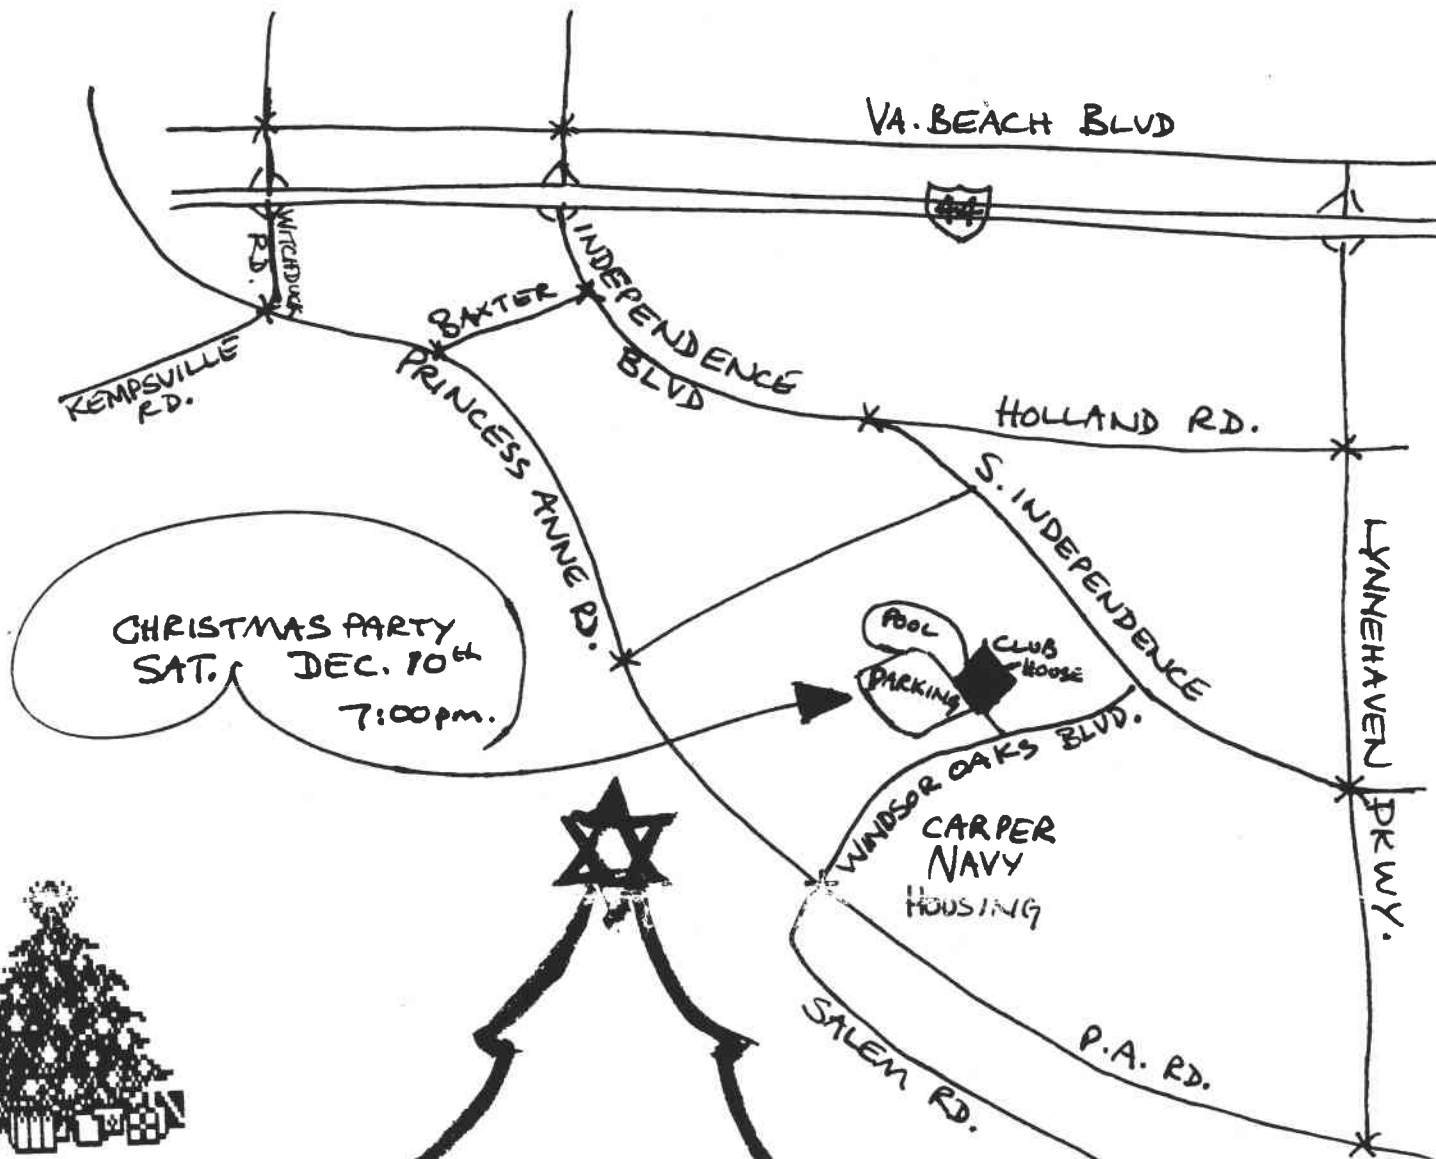 VA. BEACH BLVD
44
WITCHDUCK
RD.
INDEPENDENCE
BLVD
BAXTER
KEMPSVILLE
RD.
PRINCESS ANNE RD.
HOLLAND RD.
S. INDEPENDENCE
LYNNEHAVEN PKWY.
CHRISTMAS PARTY
SAT. DEC. 10th
7:00pm.
POOL
PARKING
CLUB
HOUSE
WINDSOR OAKS BLVD.
CARPER
NAVY
HOUSING
SALEM RD.
P.A. RD.